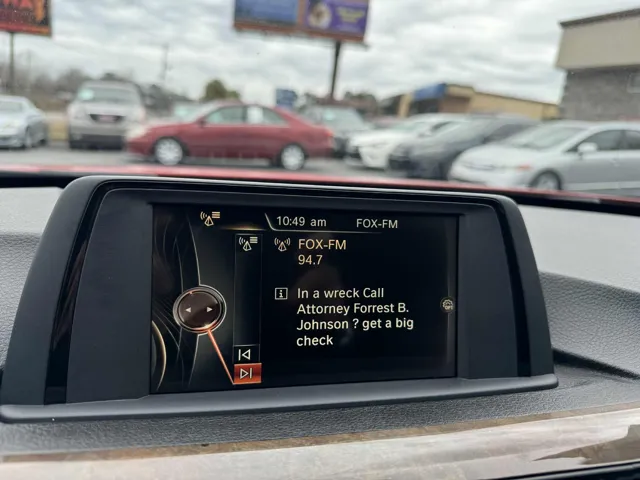 10:49 am FOX-FM
FOX-FM
94.7
In a wreck Call
Attorney Forrest B.
Johnson ? get a big
check